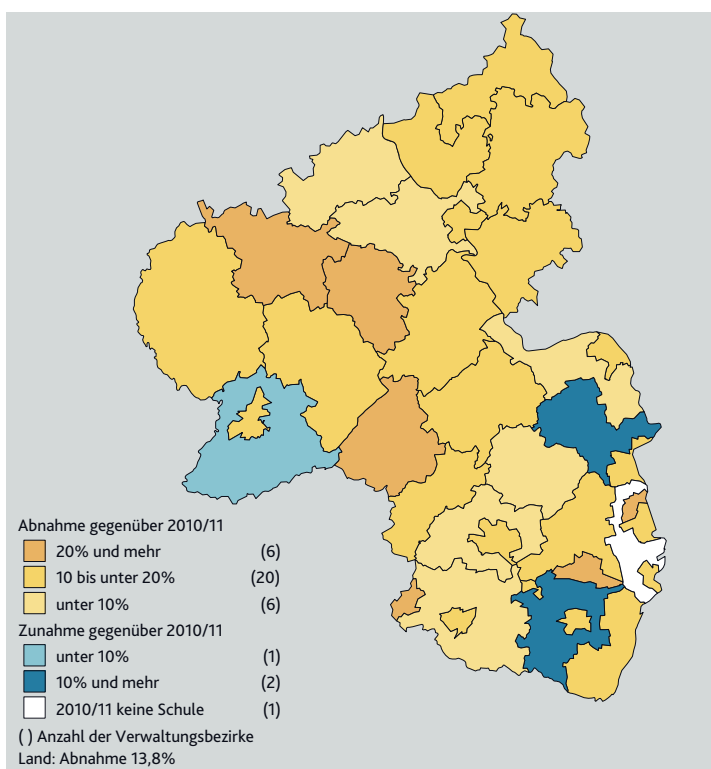 Abnahme gegenüber 2010/11
20% und mehr (6)
10 bis unter 20% (20)
unter 10% (6)
Zunahme gegenüber 2010/11
unter 10% (1)
10% und mehr (2)
2010/11 keine Schule (1)
( ) Anzahl der Verwaltungsbezirke
Land: Abnahme 13,8%